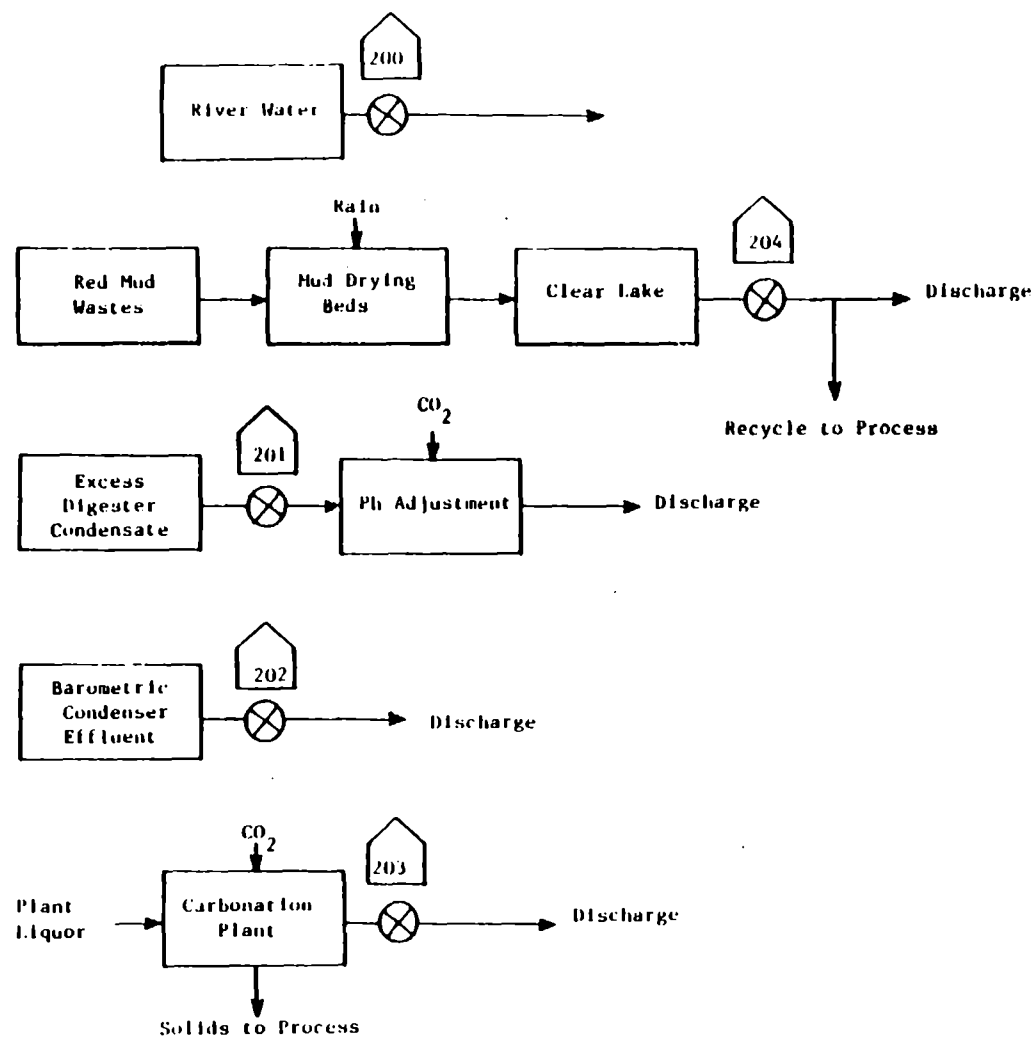 200
River Water
Rain
204
Red Mud
Wastes
Mud Drying
Beds
Clear Lake
Discharge
Recycle to Process
CO2
201
Excess
Digester
Condensate
Ph Adjustment
Discharge
202
Barometric
Condenser
Effluent
Discharge
CO2
203
Plant
Liquor
Carbonation
Plant
Discharge
Solids to Process